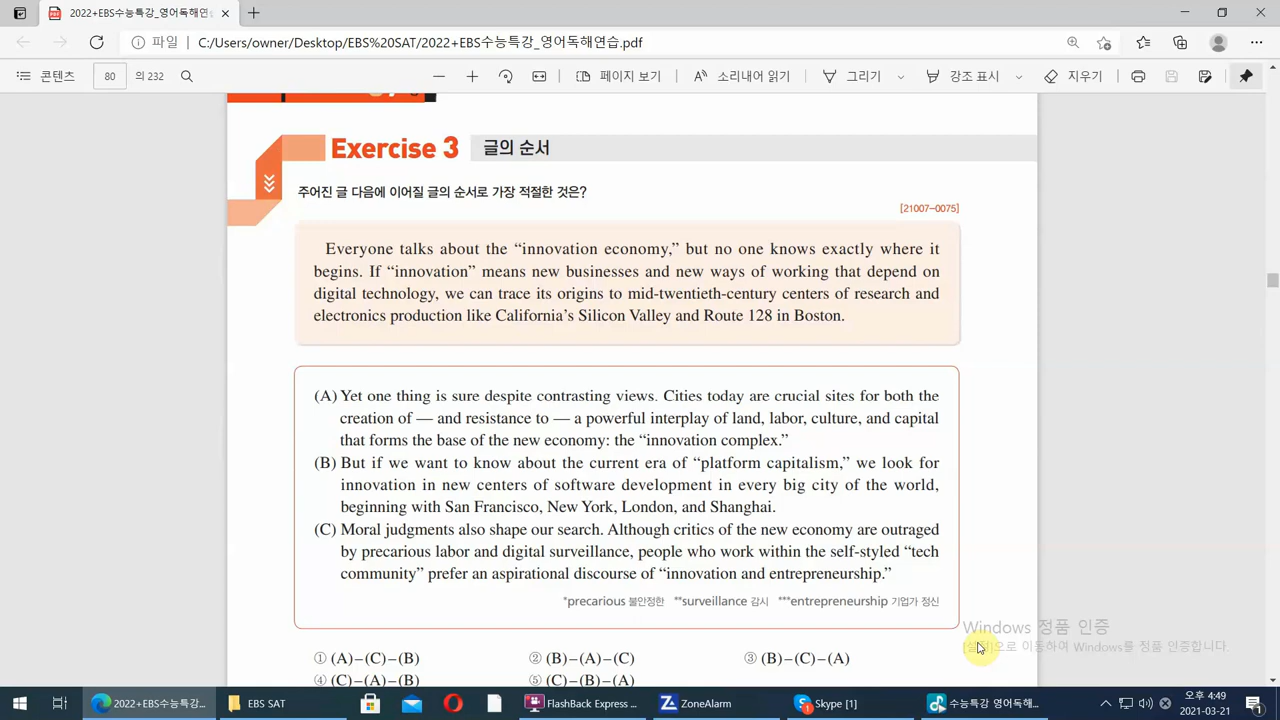 2022+EBS수능특강_영어독해연습
파일 C:/Users/owner/Desktop/EBS%20SAT/2022+EBS수능특강_영어독해연습.pdf
콘텐츠 80 의 232 페이지 보기 소리내어 읽기 그리기 강조 표시 지우기
Exercise 3 글의 순서
주어진 글 다음에 이어질 글의 순서로 가장 적절한 것은?
[21007-0075]
Everyone talks about the “innovation economy,” but no one knows exactly where it
begins. If “innovation” means new businesses and new ways of working that depend on
digital technology, we can trace its origins to mid-twentieth-century centers of research and
electronics production like California’s Silicon Valley and Route 128 in Boston.
(A) Yet one thing is sure despite contrasting views. Cities today are crucial sites for both the
creation of — and resistance to — a powerful interplay of land, labor, culture, and capital
that forms the base of the new economy: the “innovation complex.”
(B) But if we want to know about the current era of “platform capitalism,” we look for
innovation in new centers of software development in every big city of the world,
beginning with San Francisco, New York, London, and Shanghai.
(C) Moral judgments also shape our search. Although critics of the new economy are outraged
by precarious labor and digital surveillance, people who work within the self-styled “tech
community” prefer an aspirational discourse of “innovation and entrepreneurship.”
*precarious 불안정한 **surveillance 감시 ***entrepreneurship 기업가 정신
Windows 정품 인증
으로 이동하여 Windows를 정품 인증합니다.
① (A)–(C)–(B) ② (B)–(A)–(C) ③ (B)–(C)–(A)
④ (C)–(A)–(B) ⑤ (C)–(B)–(A)
2022+EBS수능특강... EBS SAT FlashBack Express ... ZoneAlarm Skype [1] 수능특강 영어독해... 오후 4:49
2021-03-21